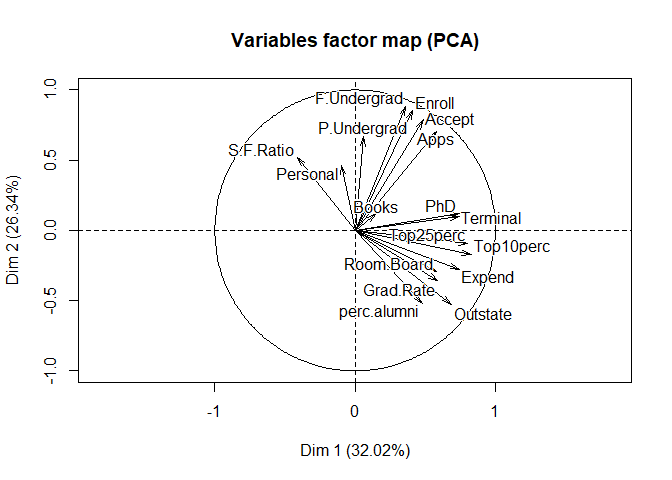 Variables factor map (PCA)
1.0
0.5
0.0
-0.5
-1.0
Dim 2 (26.34%)
F.Undergrad
Enroll
Accept
P.Undergrad
Apps
S.F.Ratio
Personal
Books
PhD
Terminal
Top25perc
Top10perc
Room.Board
Expend
Grad.Rate
perc.alumni
Outstate
-1
0
1
Dim 1 (32.02%)